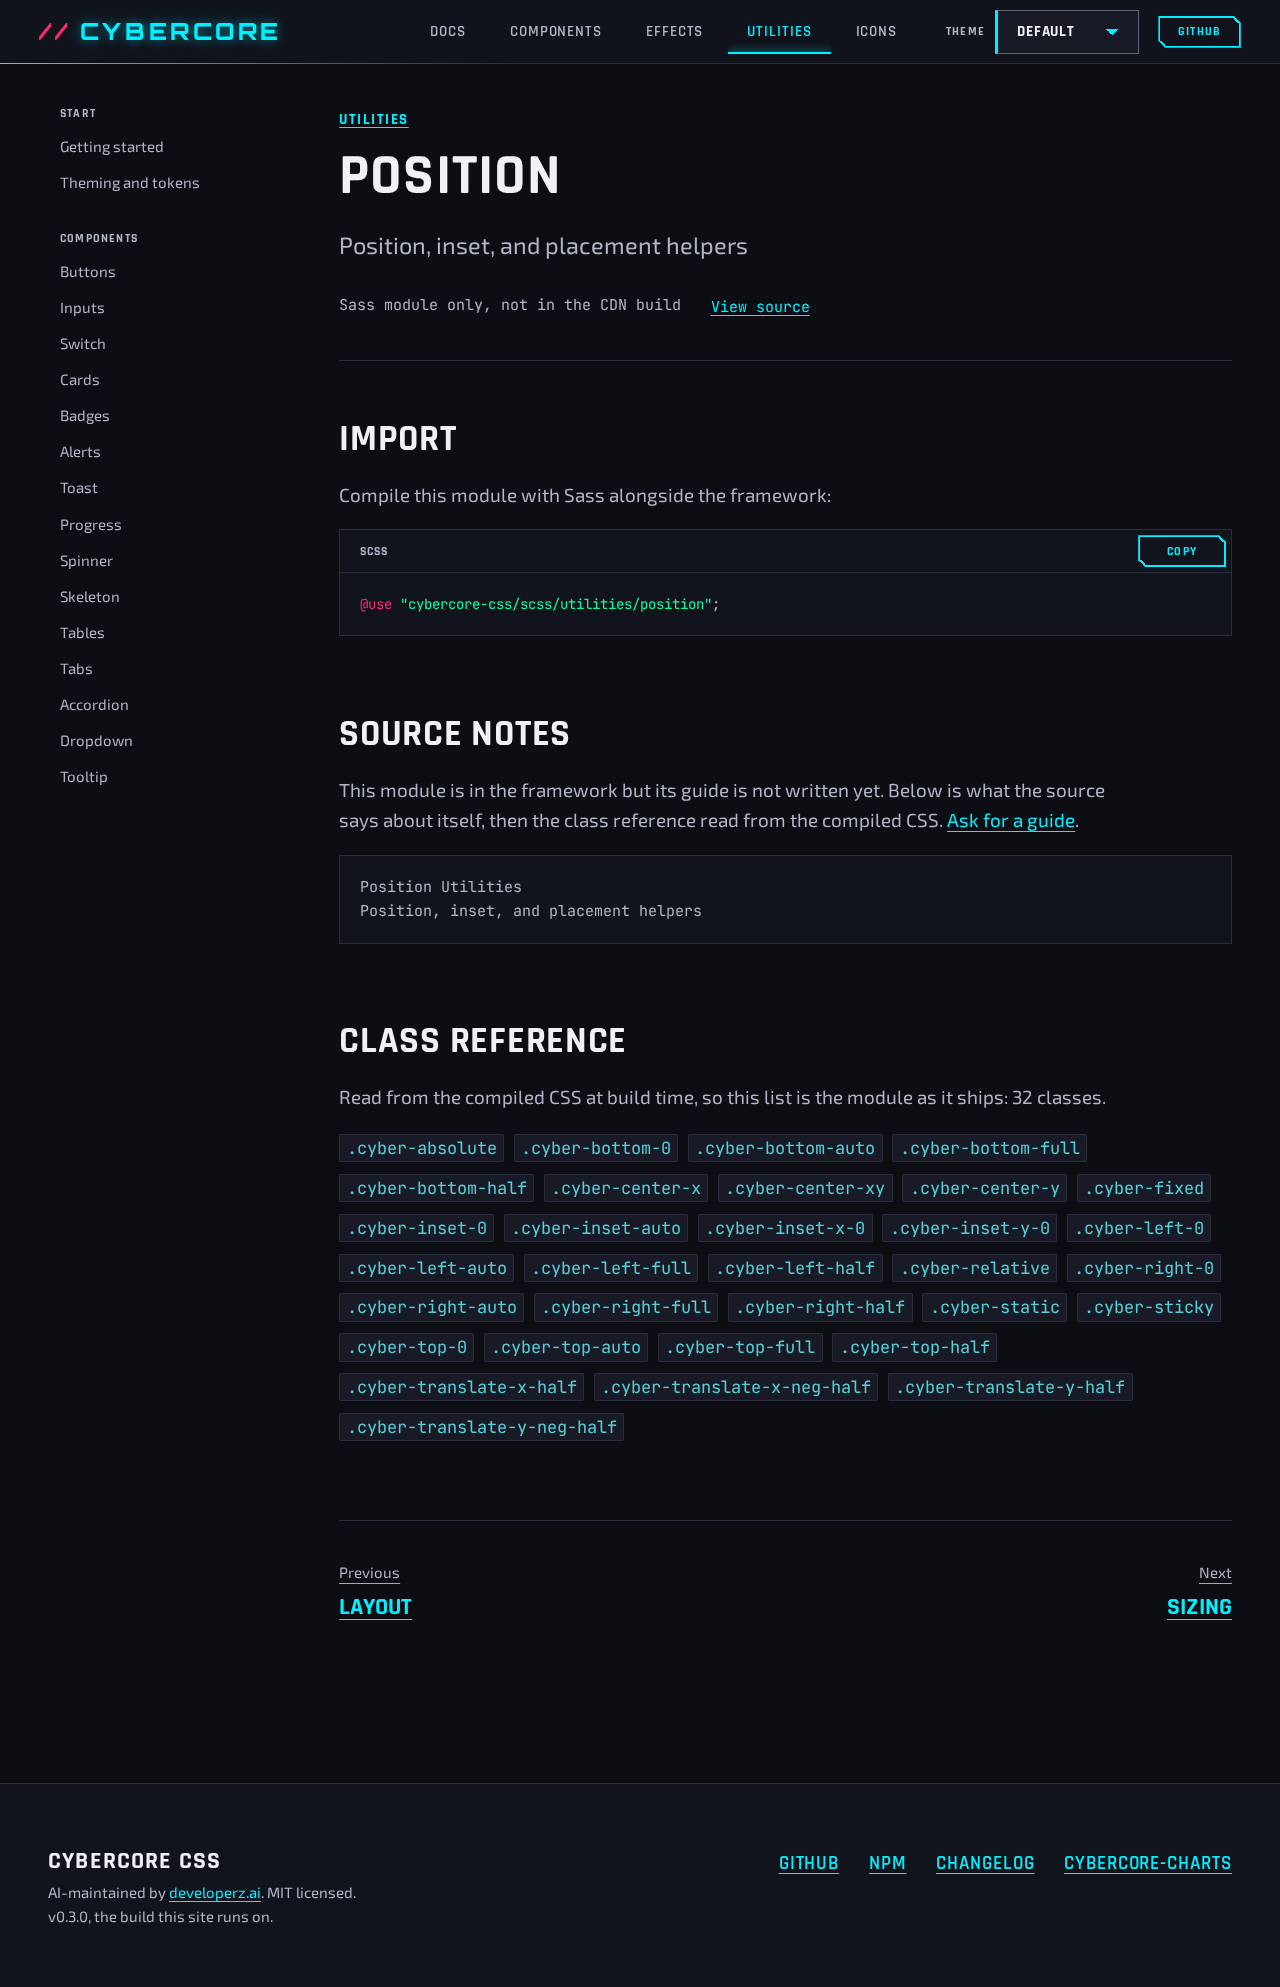 // CYBERCORE
DOCS COMPONENTS EFFECTS UTILITIES ICONS THEME DEFAULT GITHUB
START
Getting started
Theming and tokens
COMPONENTS
Buttons
Inputs
Switch
Cards
Badges
Alerts
Toast
Progress
Spinner
Skeleton
Tables
Tabs
Accordion
Dropdown
Tooltip
UTILITIES
POSITION
Position, inset, and placement helpers
Sass module only, not in the CDN build View source
IMPORT
Compile this module with Sass alongside the framework:
SCSS COPY
@use "cybercore-css/scss/utilities/position";
SOURCE NOTES
This module is in the framework but its guide is not written yet. Below is what the source
says about itself, then the class reference read from the compiled CSS. Ask for a guide.
Position Utilities
Position, inset, and placement helpers
CLASS REFERENCE
Read from the compiled CSS at build time, so this list is the module as it ships: 32 classes.
.cyber-absolute .cyber-bottom-0 .cyber-bottom-auto .cyber-bottom-full
.cyber-bottom-half .cyber-center-x .cyber-center-xy .cyber-center-y .cyber-fixed
.cyber-inset-0 .cyber-inset-auto .cyber-inset-x-0 .cyber-inset-y-0 .cyber-left-0
.cyber-left-auto .cyber-left-full .cyber-left-half .cyber-relative .cyber-right-0
.cyber-right-auto .cyber-right-full .cyber-right-half .cyber-static .cyber-sticky
.cyber-top-0 .cyber-top-auto .cyber-top-full .cyber-top-half
.cyber-translate-x-half .cyber-translate-x-neg-half .cyber-translate-y-half
.cyber-translate-y-neg-half
Previous Next
LAYOUT SIZING
CYBERCORE CSS
AI-maintained by developerz.ai. MIT licensed.
v0.3.0, the build this site runs on.
GITHUB NPM CHANGELOG CYBERCORE-CHARTS